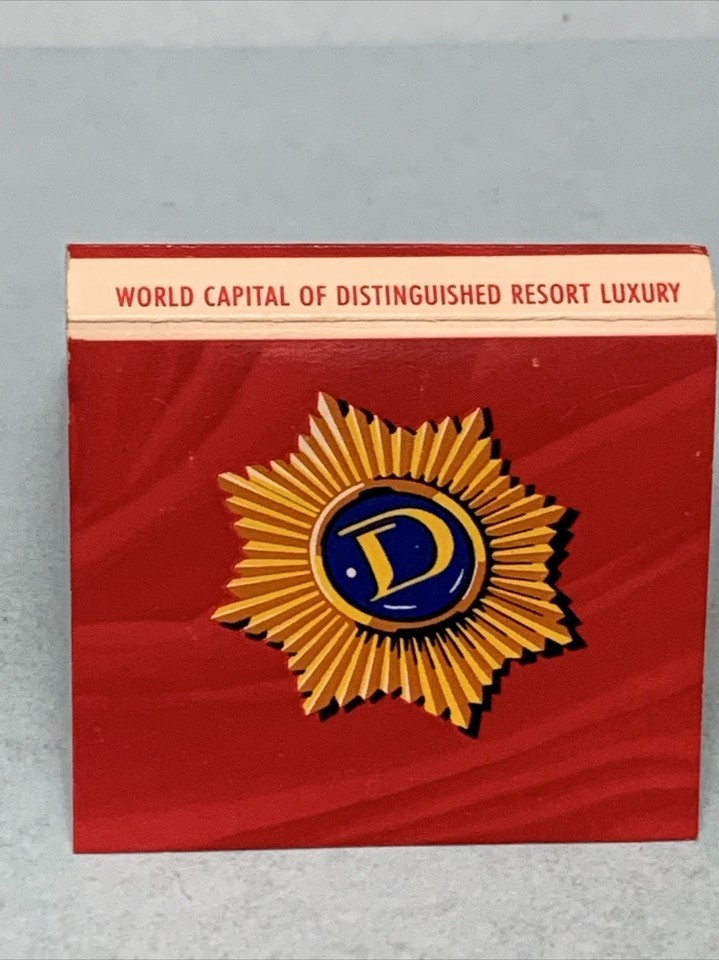 WORLD CAPITAL OF DISTINGUISHED RESORT LUXURY
D